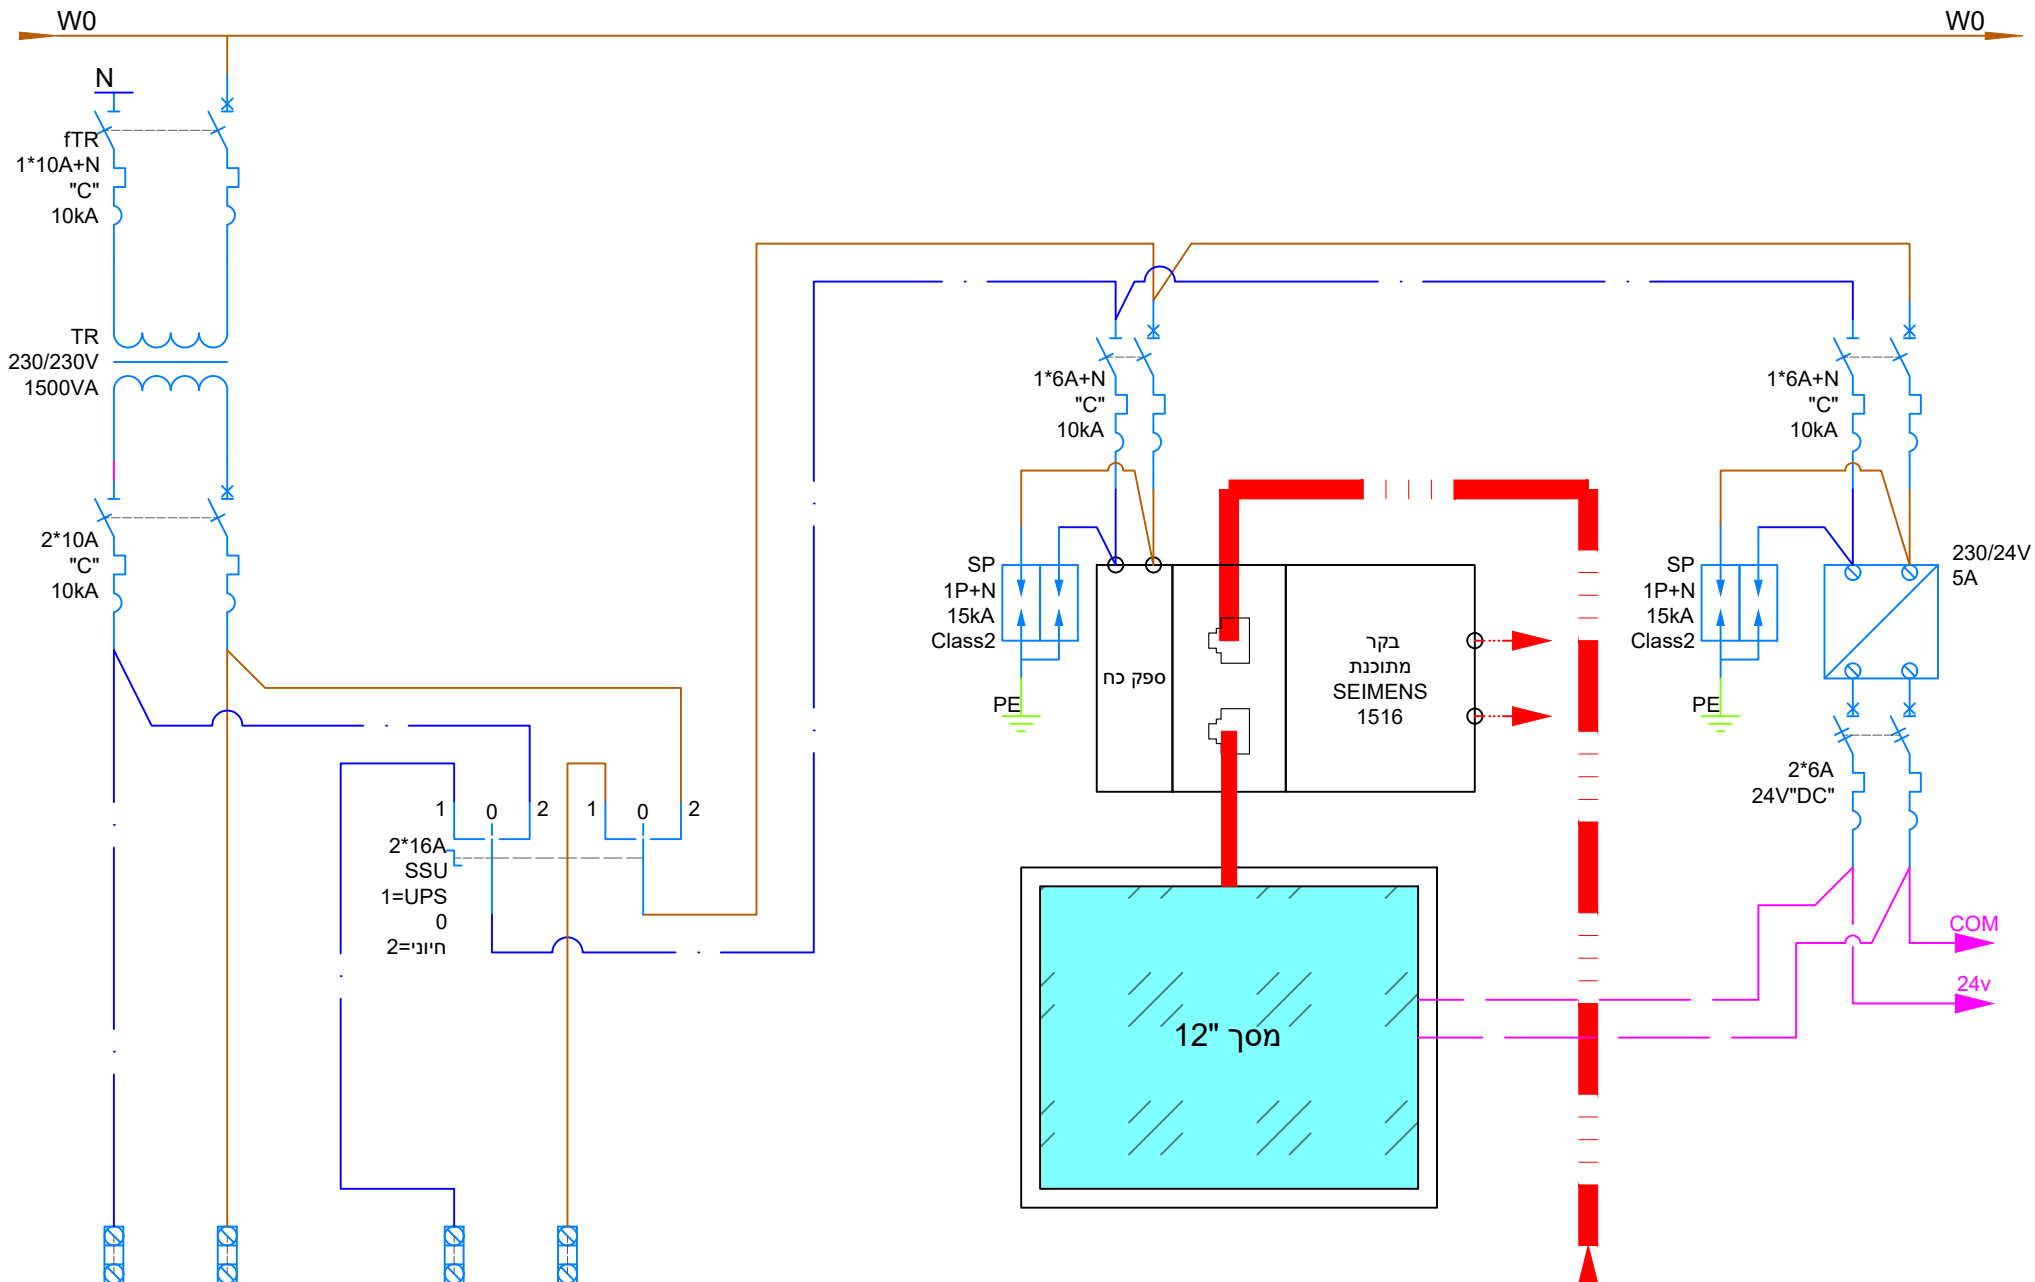 W0
W0
N
fTR
1*10A+N
"C"
10kA
TR
230/230V
1500VA
2*10A
"C"
10kA
1
0
2
1
0
2
2*16A
SSU
1=UPS
0
2=חיוני
1*6A+N
"C"
10kA
SP
1P+N
15kA
Class2
PE
ספק כח
בקר
מתוכנת
SEIMENS
1516
מסך "12
1*6A+N
"C"
10kA
SP
1P+N
15kA
Class2
PE
230/24V
5A
2*6A
24V"DC"
COM
24v